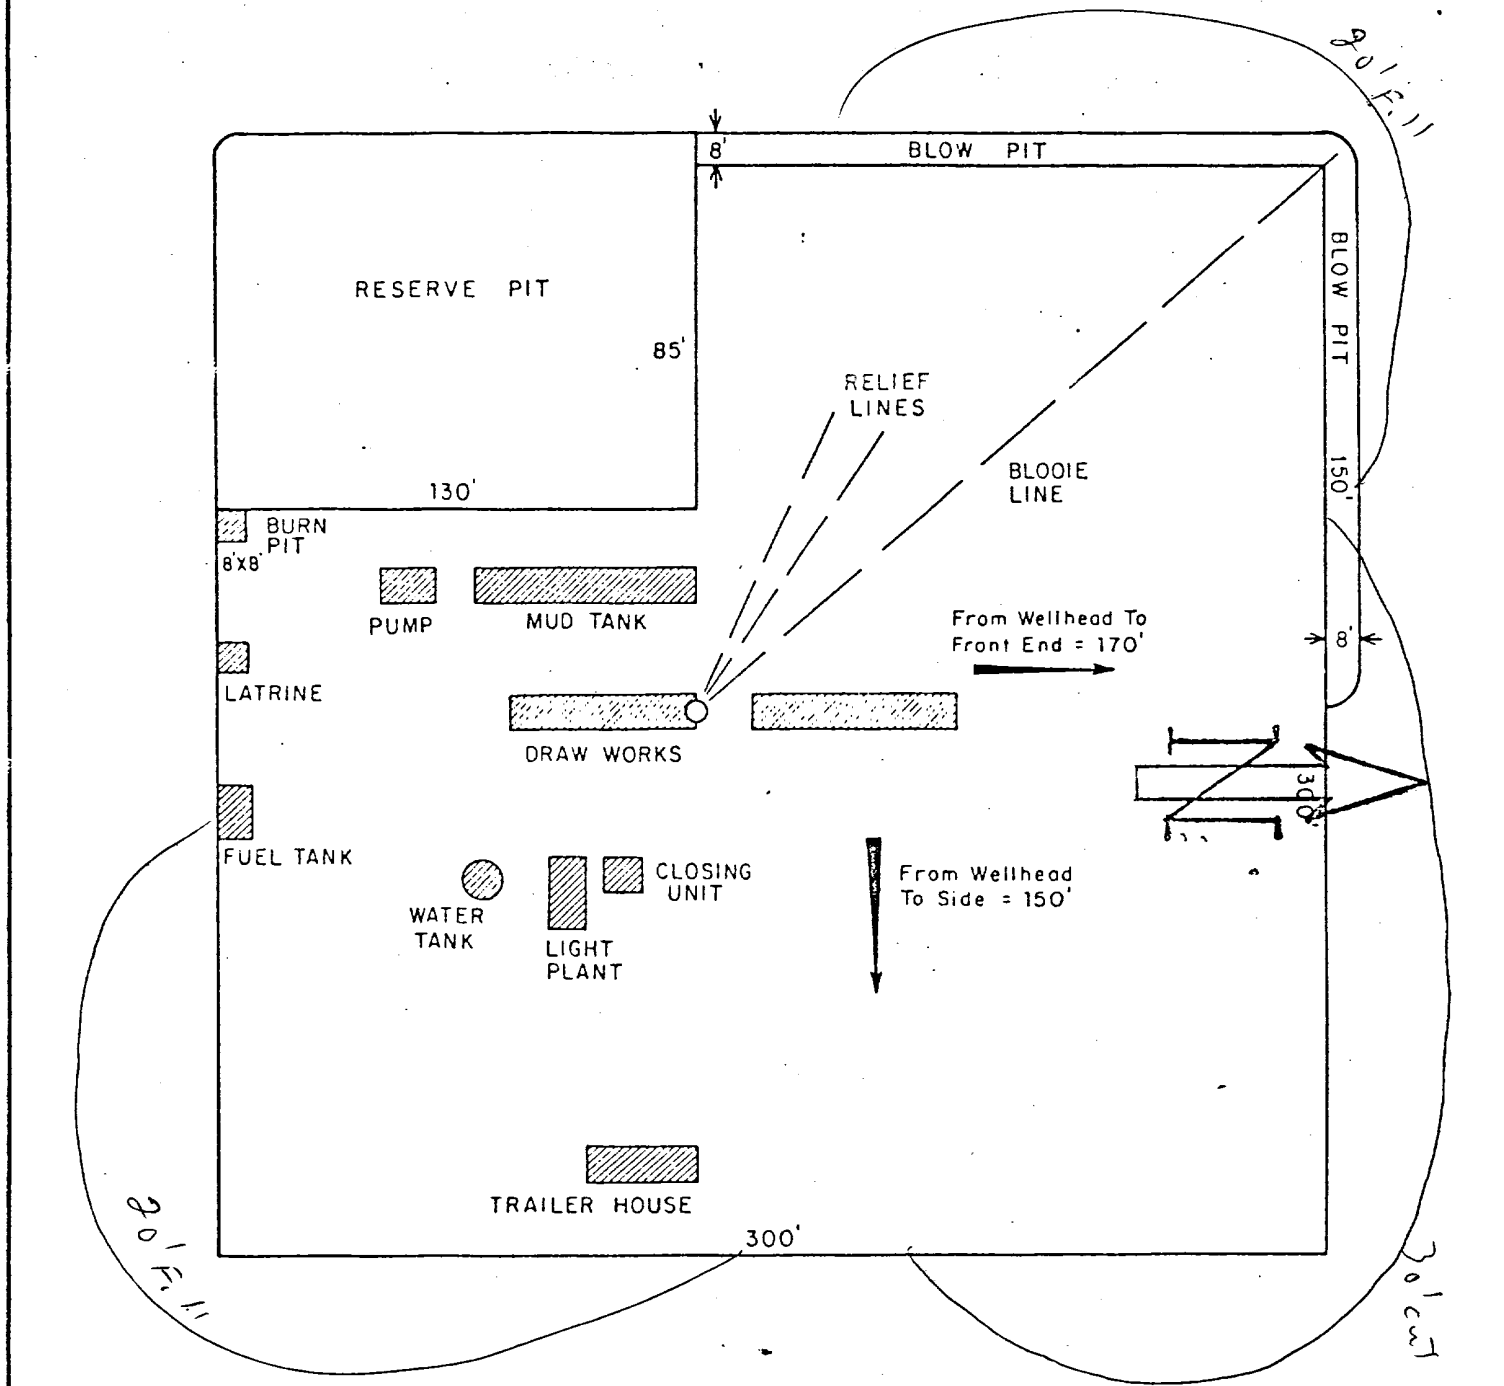 20' Fill
8'
BLOW PIT
BLOW PIT
RESERVE PIT
85'
RELIEF
LINES
BLOOIE
LINE
150'
130'
BURN
PIT
8'X8'
PUMP
MUD TANK
From Wellhead To
Front End = 170'
8'
LATRINE
DRAW WORKS
N
300'
FUEL TANK
CLOSING
UNIT
From Wellhead
To Side = 150'
WATER
TANK
LIGHT
PLANT
TRAILER HOUSE
300'
20' Fill
30' cut